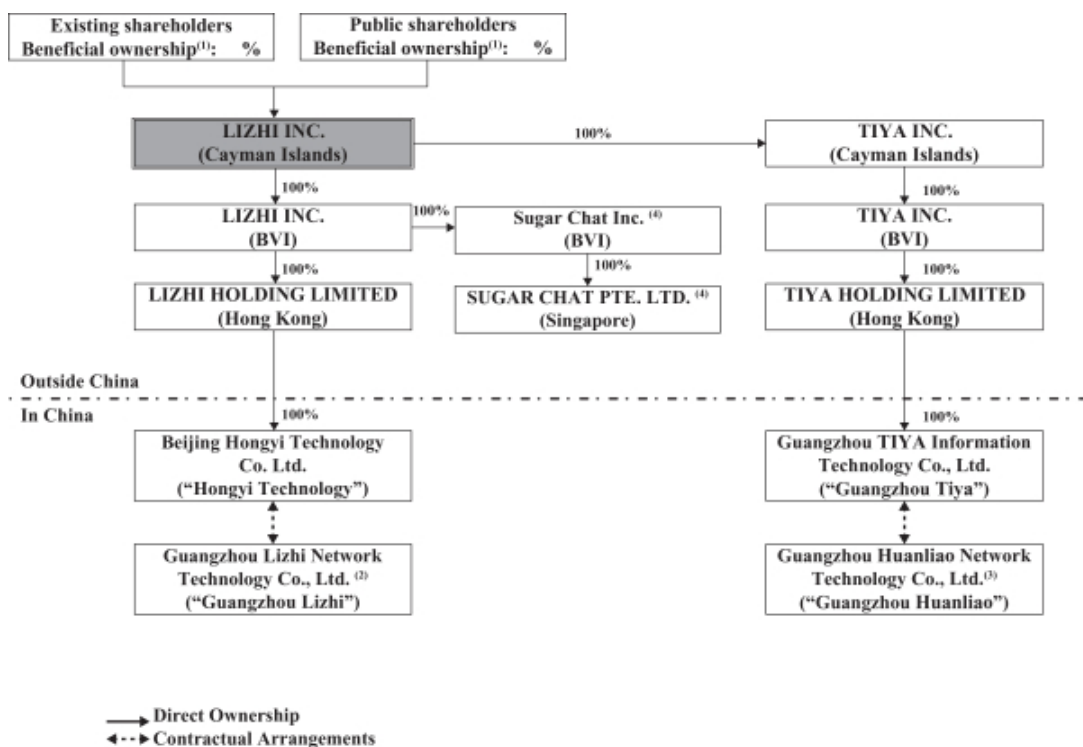 Existing shareholders
Beneficial ownership(1): %
Public shareholders
Beneficial ownership(1): %
LIZHI INC.
(Cayman Islands)
100%
TIYA INC.
(Cayman Islands)
100%
100%
LIZHI INC.
(BVI)
100%
Sugar Chat Inc. (4)
(BVI)
TIYA INC.
(BVI)
100%
100%
100%
LIZHI HOLDING LIMITED
(Hong Kong)
SUGAR CHAT PTE. LTD. (4)
(Singapore)
TIYA HOLDING LIMITED
(Hong Kong)
Outside China
In China
100%
100%
Beijing Hongyi Technology
Co. Ltd.
(“Hongyi Technology”)
Guangzhou TIYA Information
Technology Co., Ltd.
(“Guangzhou Tiya”)
Guangzhou Lizhi Network
Technology Co., Ltd. (2)
(“Guangzhou Lizhi”)
Guangzhou Huanliao Network
Technology Co., Ltd.(3)
(“Guangzhou Huanliao”)
Direct Ownership
Contractual Arrangements